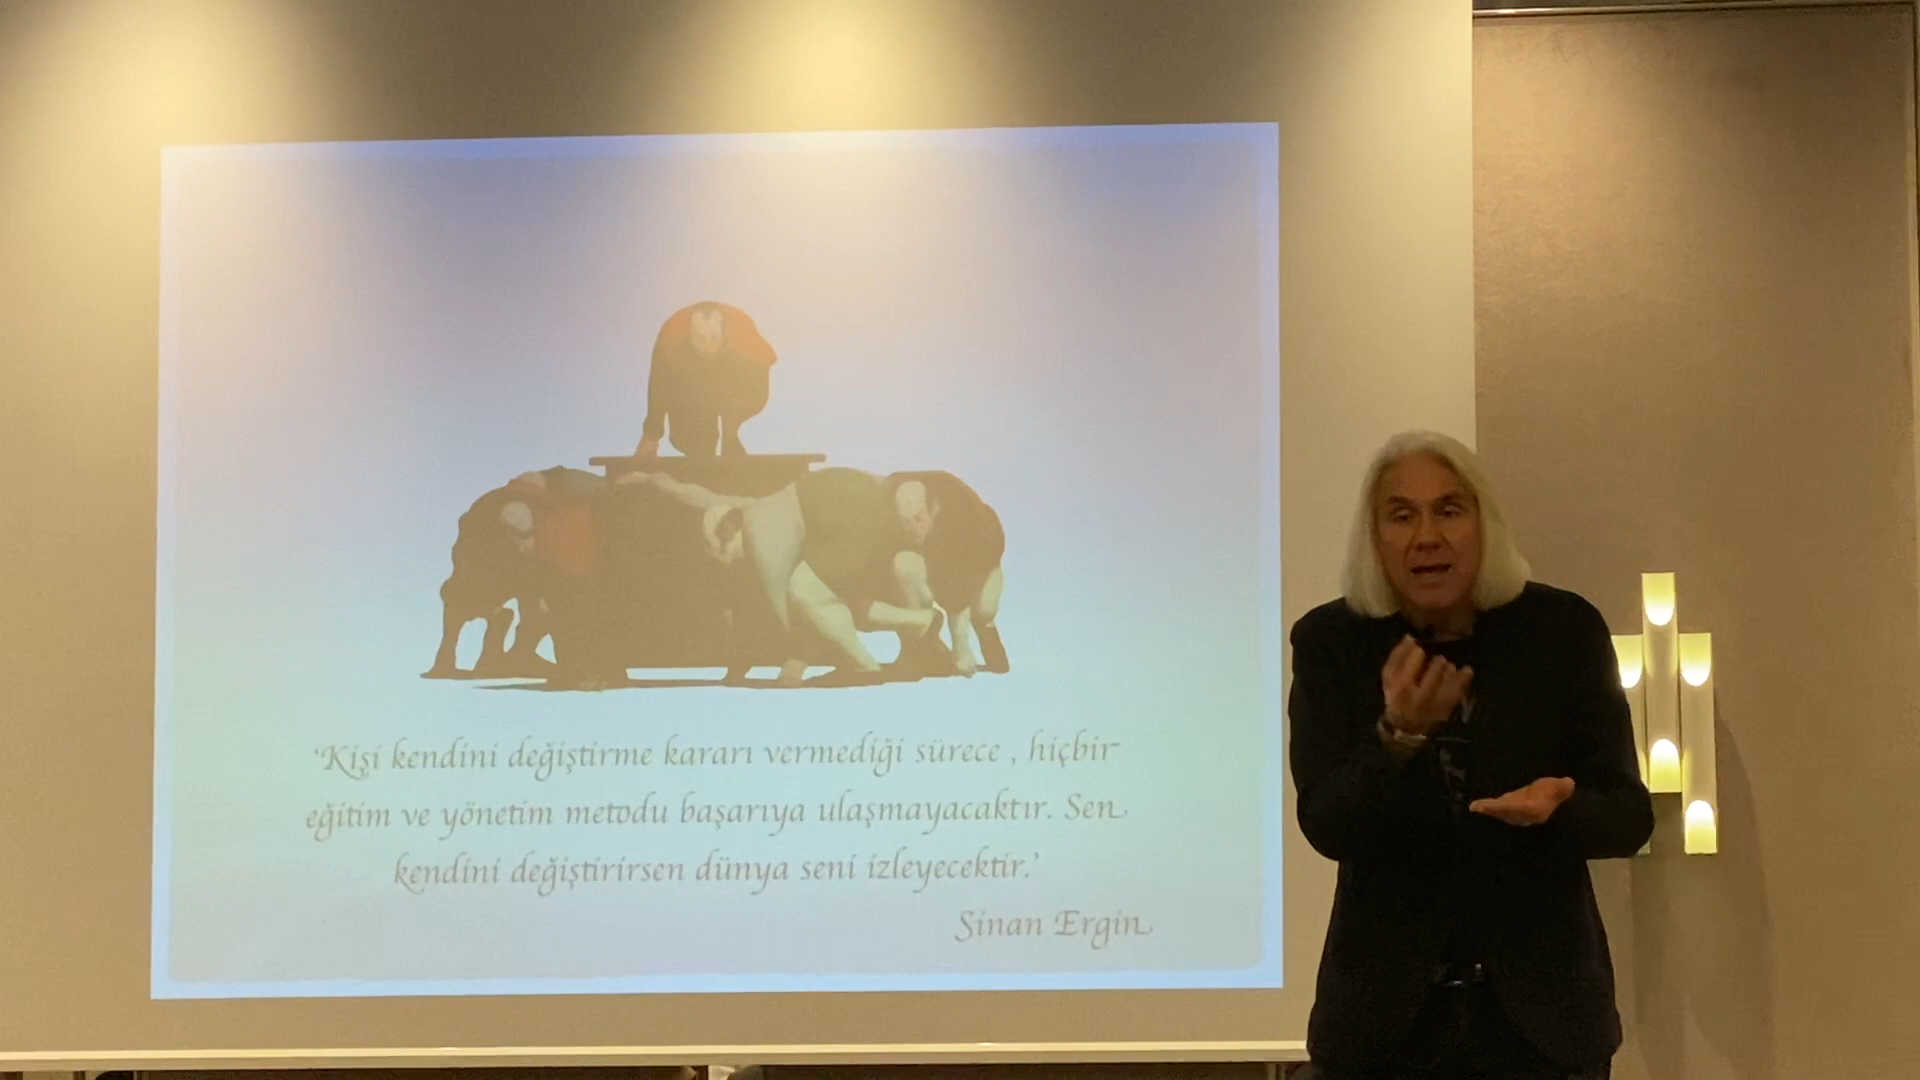 'Kişi kendini değiştirme kararı vermediği sürece , hiçbir
eğitim ve yönetim metodu başarıya ulaşmayacaktır. Sen
kendini değiştirirsen dünya seni izleyecektir.'
Sinan Ergin